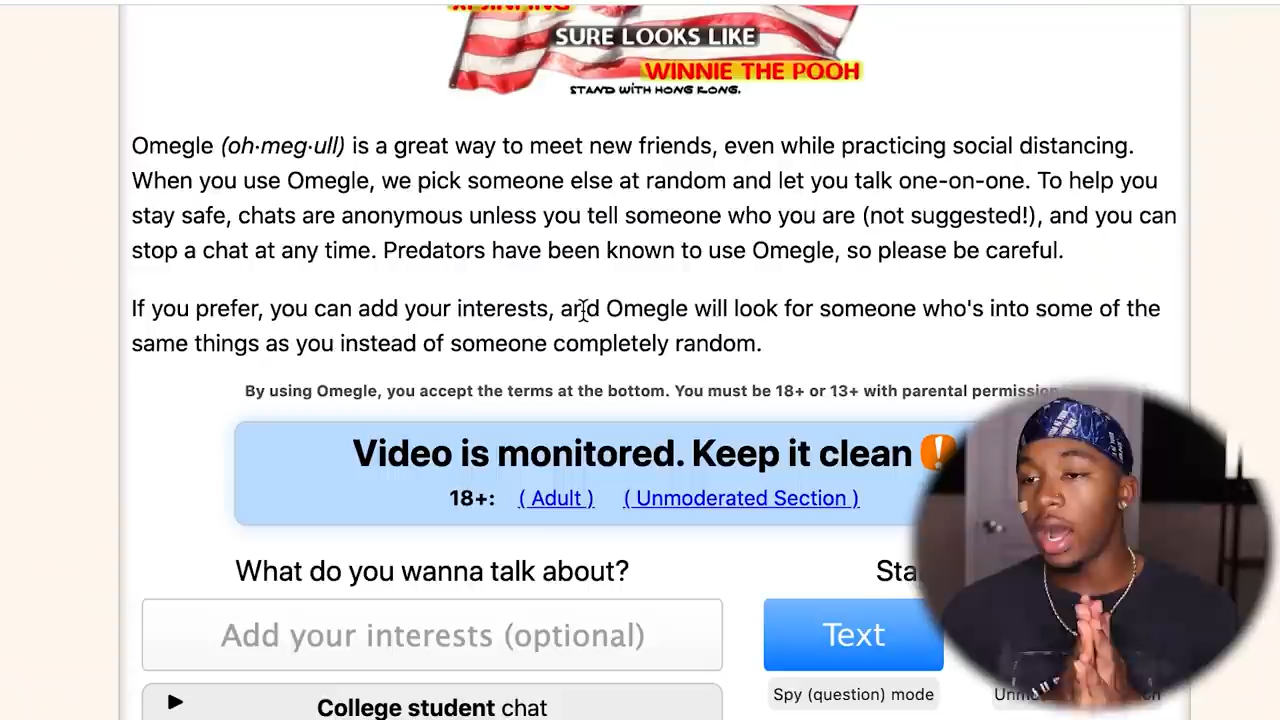 SURE LOOKS LIKE
WINNIE THE POOH
STAND WITH HONG KONG.
Omegle (oh·meg·ull) is a great way to meet new friends, even while practicing social distancing.
When you use Omegle, we pick someone else at random and let you talk one-on-one. To help you
stay safe, chats are anonymous unless you tell someone who you are (not suggested!), and you can
stop a chat at any time. Predators have been known to use Omegle, so please be careful.
If you prefer, you can add your interests, and Omegle will look for someone who's into some of the
same things as you instead of someone completely random.
By using Omegle, you accept the terms at the bottom. You must be 18+ or 13+ with parental
Video is monitored. Keep it clean
18+: ( Adult ) ( Unmoderated Section )
What do you wanna talk about?
Add your interests (optional)
Text
Spy (question) mode
College student chat